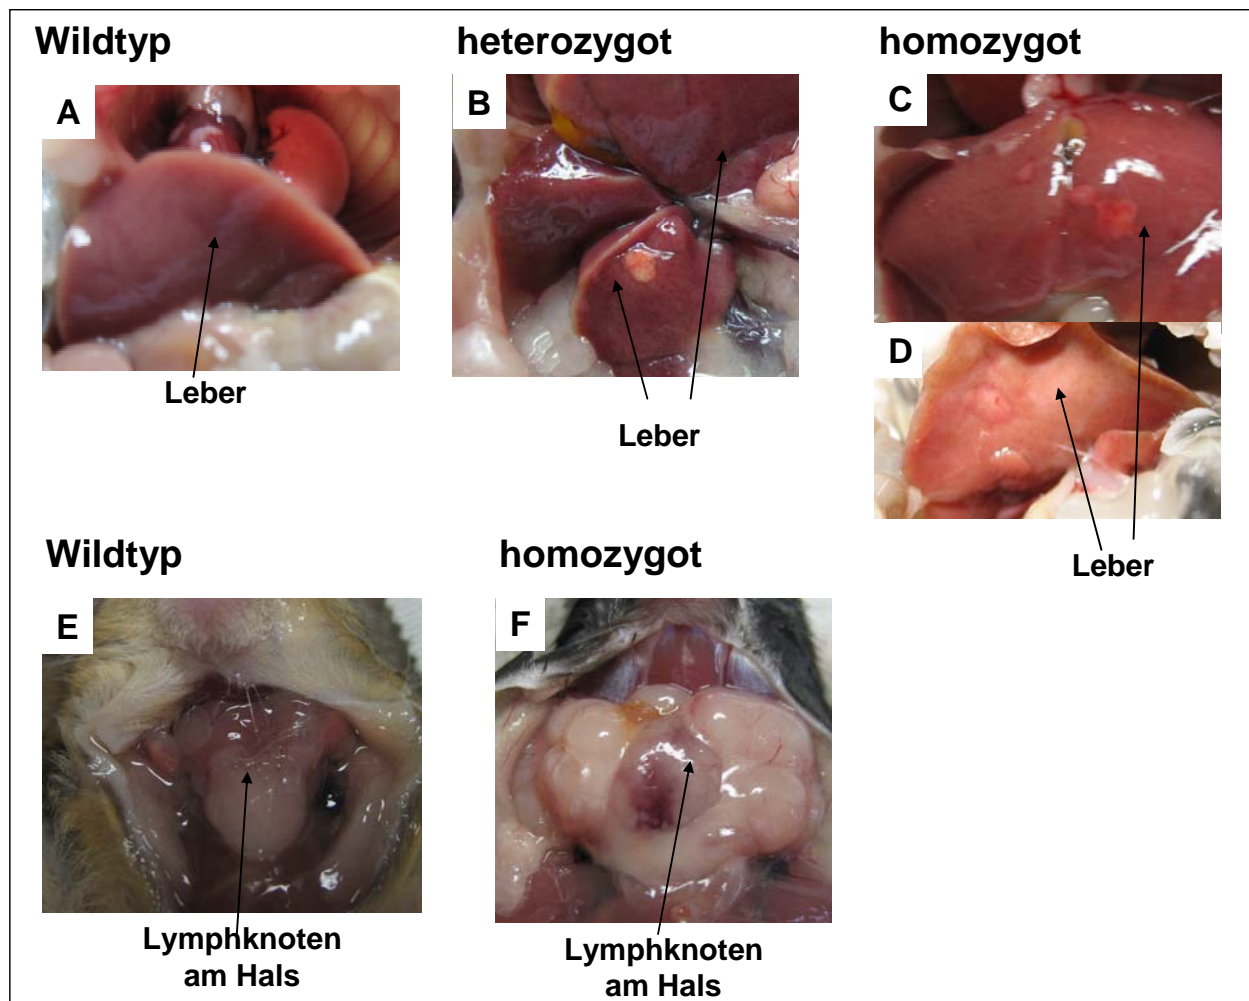 Wildtyp
heterozygot
homozygot
A
B
C
D
Leber
Leber
Leber
Wildtyp
homozygot
E
F
Lymphknoten
am Hals
Lymphknoten
am Hals